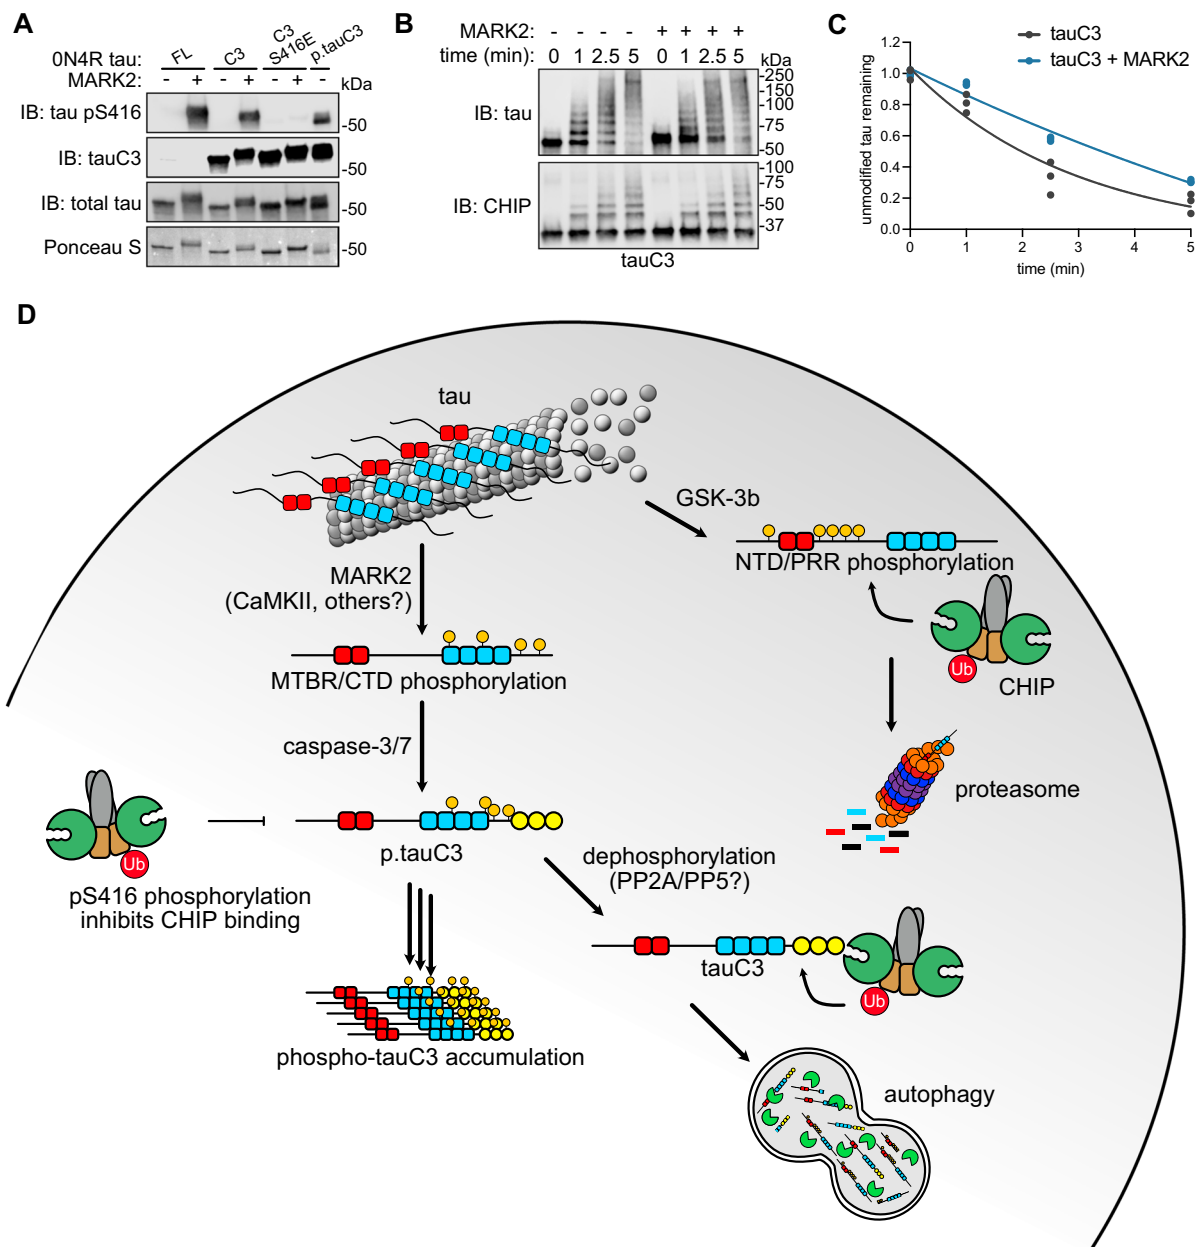 A
0N4R tau: FL C3 C3 S416E p.tauC3
MARK2: - + - + - + -
kDa
IB: tau pS416
-50
IB: tauC3
-50
IB: total tau
-50
Ponceau S
-50
B
MARK2: - - - - + + + +
time (min): 0 1 2.5 5 0 1 2.5 5
kDa
IB: tau
-250
-150
-100
-75
-50
IB: CHIP
-100
-75
-50
-37
tauC3
C
tauC3
tauC3 + MARK2
unmodified tau remaining
1.2
1.0
0.8
0.6
0.4
0.2
0.0
0 1 2 3 4 5
time (min)
D
tau
GSK-3b
NTD/PRR phosphorylation
MARK2
(CaMKII, others?)
MTBR/CTD phosphorylation
Ub
CHIP
caspase-3/7
proteasome
Ub
p.tauC3
pS416 phosphorylation
inhibits CHIP binding
dephosphorylation
(PP2A/PP5?)
tauC3
Ub
phospho-tauC3 accumulation
autophagy